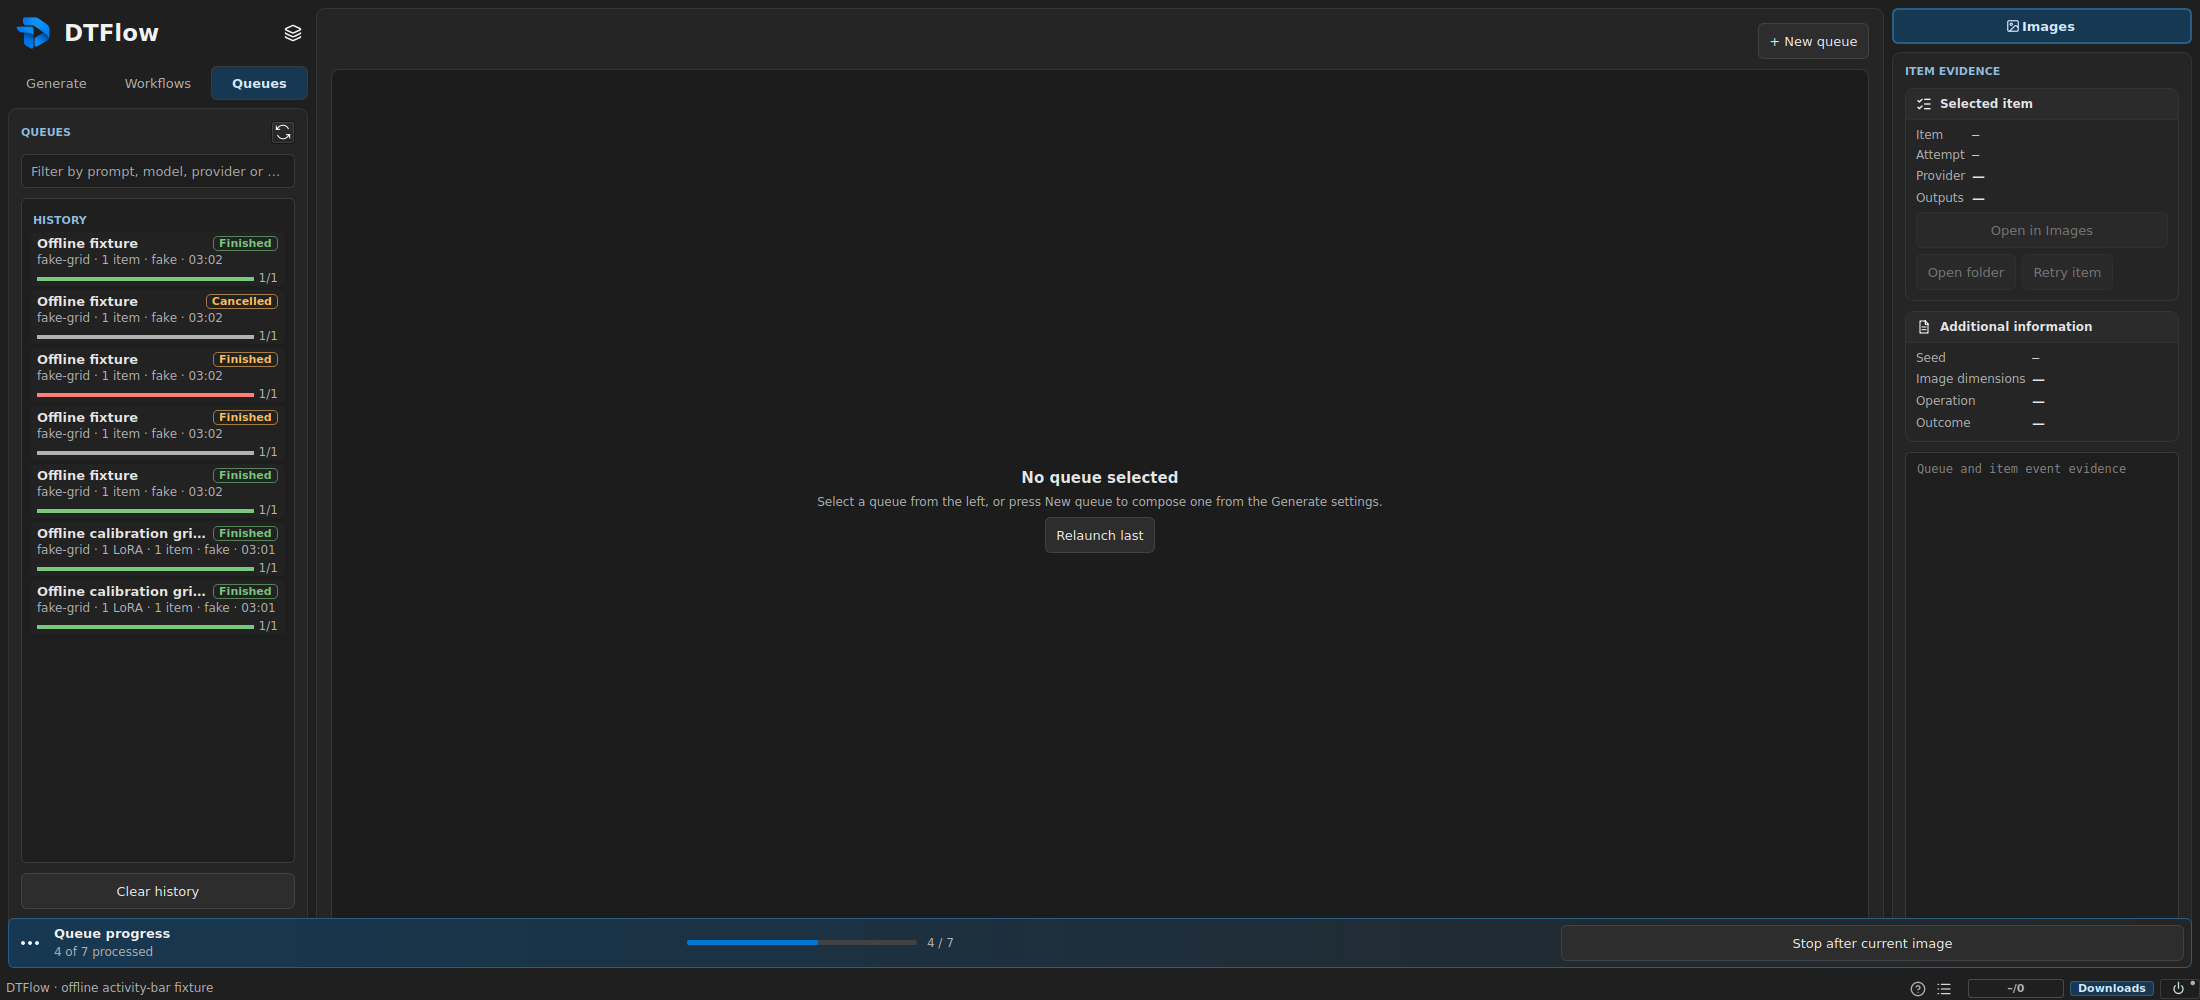 DTFlow
Generate
Workflows
Queues
QUEUES
Filter by prompt, model, provider or …
HISTORY
Offline fixture
Finished
fake-grid · 1 item · fake · 03:02
1/1
Offline fixture
Cancelled
fake-grid · 1 item · fake · 03:02
1/1
Offline fixture
Finished
fake-grid · 1 item · fake · 03:02
1/1
Offline fixture
Finished
fake-grid · 1 item · fake · 03:02
1/1
Offline fixture
Finished
fake-grid · 1 item · fake · 03:02
1/1
Offline calibration gri…
Finished
fake-grid · 1 LoRA · 1 item · fake · 03:01
1/1
Offline calibration gri…
Finished
fake-grid · 1 LoRA · 1 item · fake · 03:01
1/1
Clear history
+ New queue
No queue selected
Select a queue from the left, or press New queue to compose one from the Generate settings.
Relaunch last
Images
ITEM EVIDENCE
Selected item
Item –
Attempt –
Provider —
Outputs —
Open in Images
Open folder
Retry item
Additional information
Seed –
Image dimensions —
Operation —
Outcome —
Queue and item event evidence
Queue progress
4 of 7 processed
4 / 7
Stop after current image
DTFlow · offline activity-bar fixture
–/0
Downloads